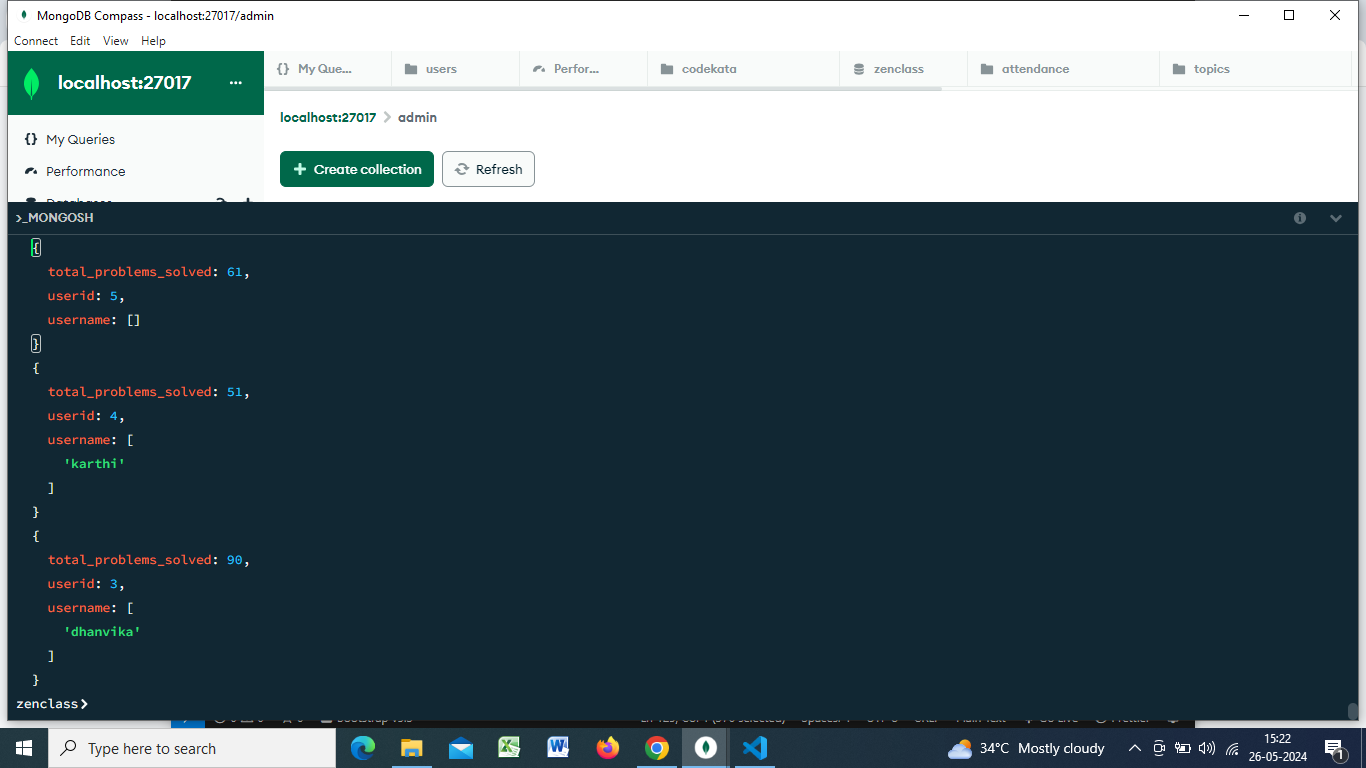 MongoDB Compass - localhost:27017/admin
Connect Edit View Help
localhost:27017 ...
{} My Que... users Perfor... codekata zenclass attendance topics
localhost:27017 > admin
{} My Queries
+ Create collection Refresh
Performance
Databases
>_MONGOSH
{
total_problems_solved: 61,
userid: 5,
username: []
}
{
total_problems_solved: 51,
userid: 4,
username: [
'karthi'
]
}
{
total_problems_solved: 90,
userid: 3,
username: [
'dhanvika'
]
}
zenclass>
Type here to search
34°C Mostly cloudy
15:22
26-05-2024
1